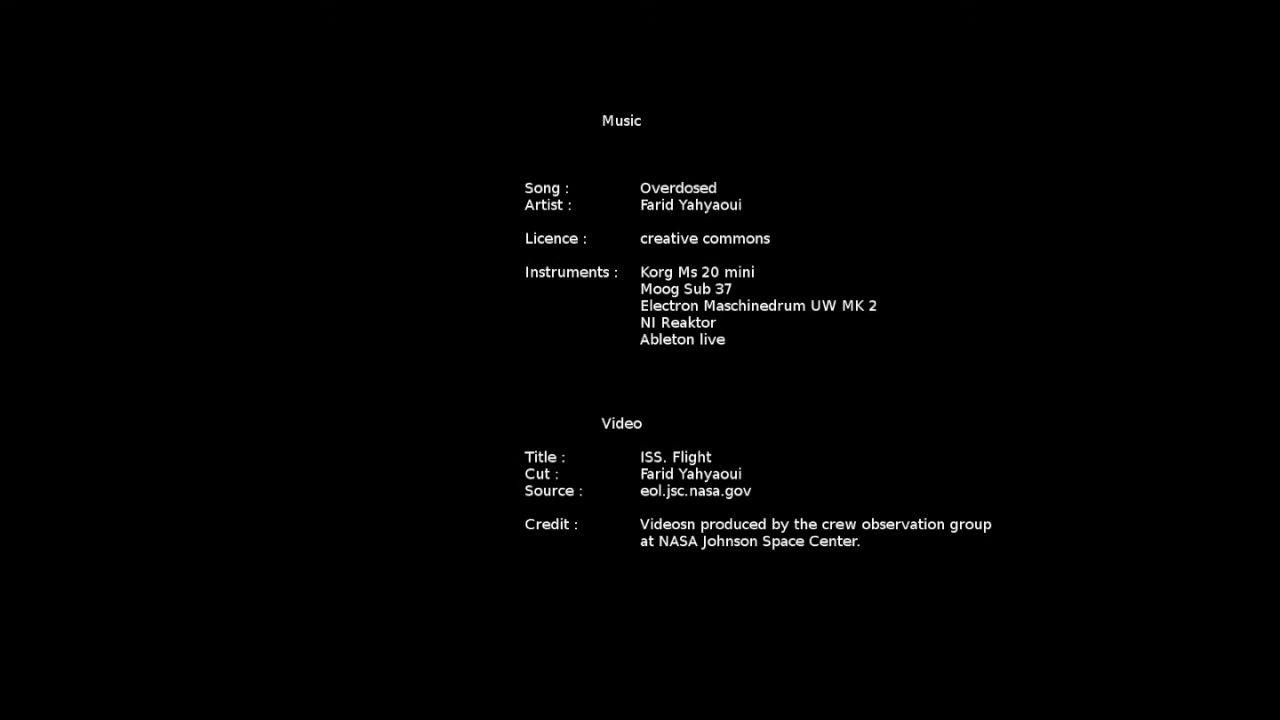 Music
Song : Overdosed
Artist : Farid Yahyaoui
Licence : creative commons
Instruments : Korg Ms 20 mini
Moog Sub 37
Electron Maschinedrum UW MK 2
NI Reaktor
Ableton live
Video
Title : ISS. Flight
Cut : Farid Yahyaoui
Source : eol.jsc.nasa.gov
Credit : Videosn produced by the crew observation group
at NASA Johnson Space Center.